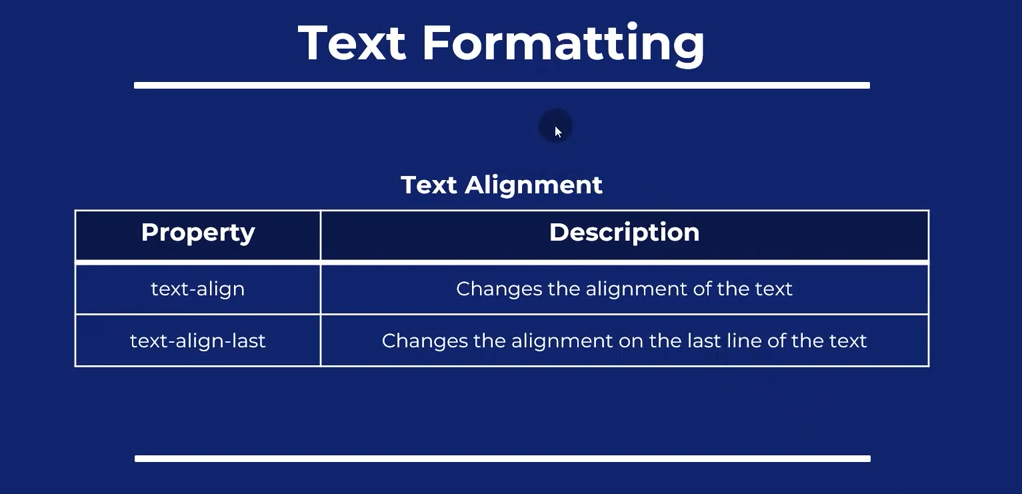 Text Formatting
Text Alignment
Property Description
text-align Changes the alignment of the text
text-align-last Changes the alignment on the last line of the text